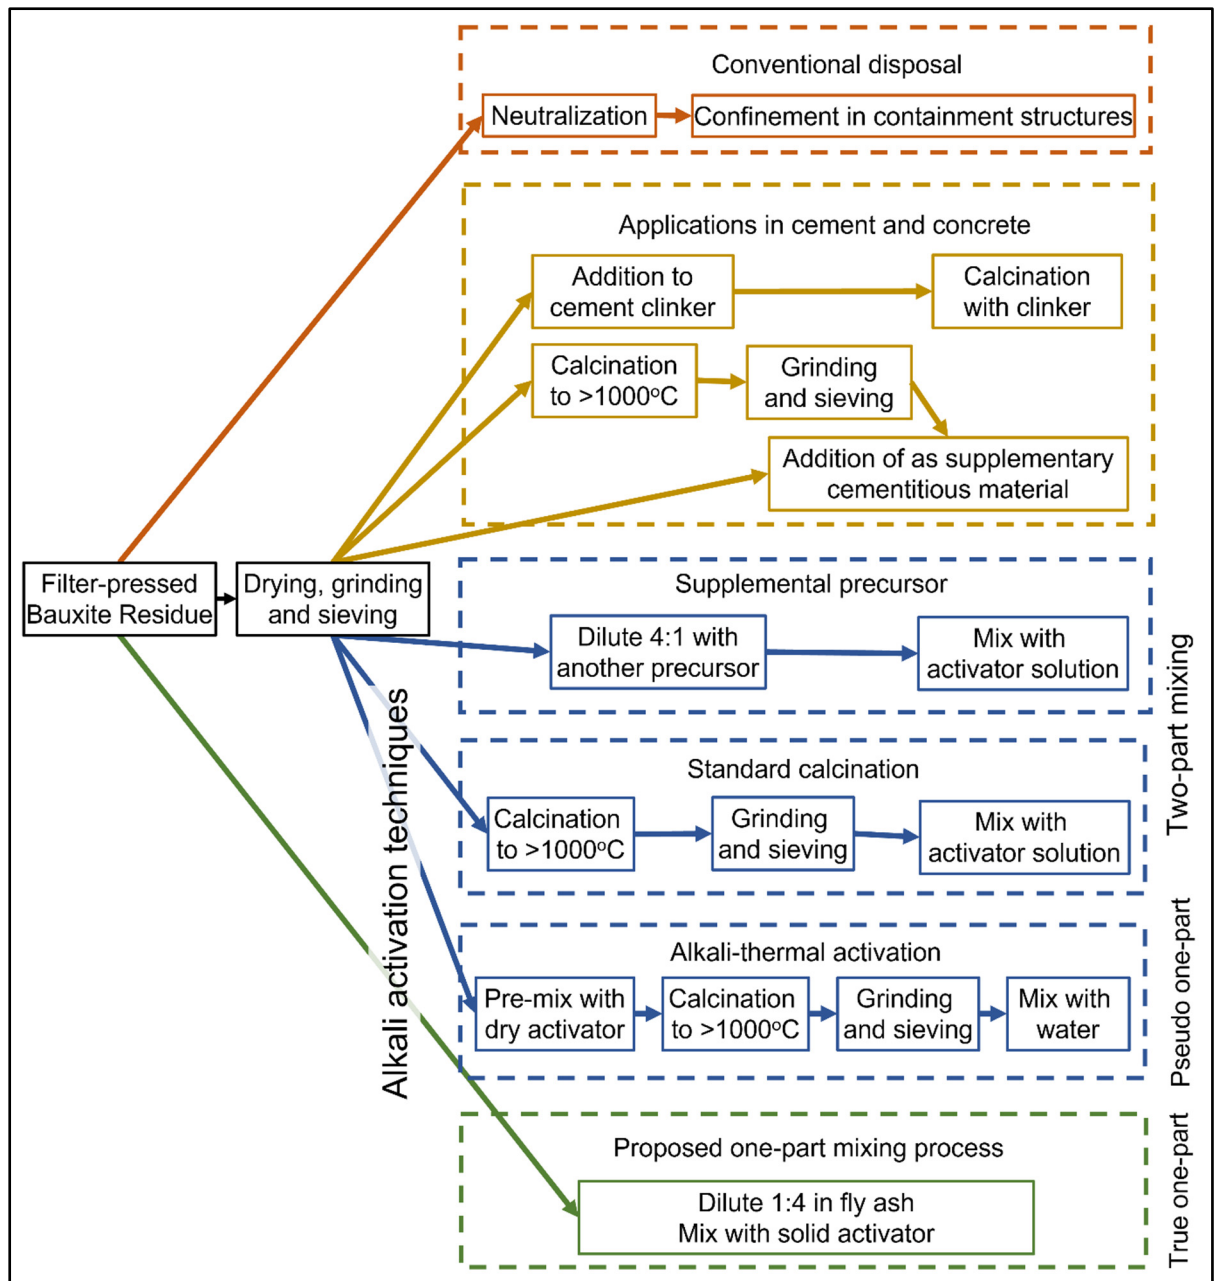 Conventional disposal
Neutralization
Confinement in containment structures
Applications in cement and concrete
Addition to
cement clinker
Calcination
with clinker
Calcination
to >1000°C
Grinding
and sieving
Addition of as supplementary
cementitious material
Filter-pressed
Bauxite Residue
Drying, grinding
and sieving
Alkali activation techniques
Supplemental precursor
Dilute 4:1 with
another precursor
Mix with
activator solution
Standard calcination
Calcination
to >1000°C
Grinding
and sieving
Mix with
activator solution
Two-part mixing
Alkali-thermal activation
Pre-mix with
dry activator
Calcination
to >1000°C
Grinding
and sieving
Mix with
water
Pseudo one-part
Proposed one-part mixing process
Dilute 1:4 in fly ash
Mix with solid activator
True one-part